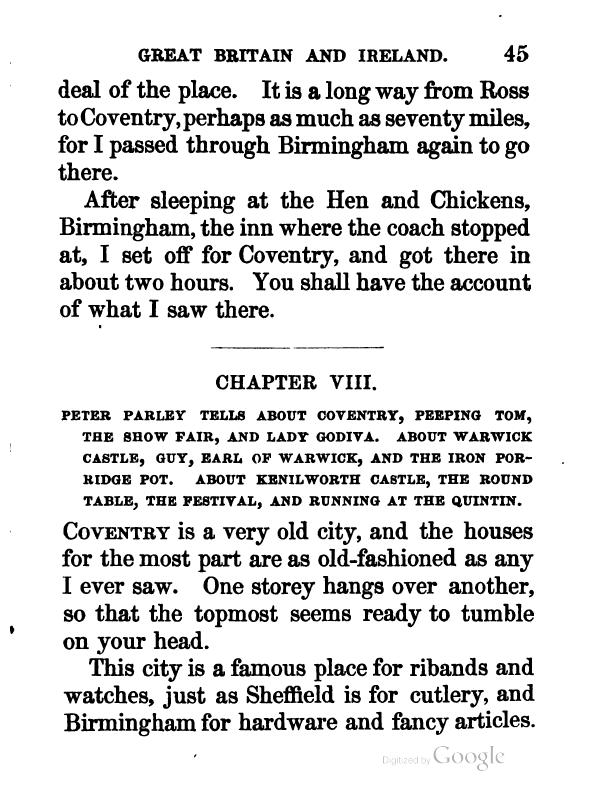 GREAT BRITAIN AND IRELAND. 45
deal of the place. It is a long way from Ross
to Coventry, perhaps as much as seventy miles,
for I passed through Birmingham again to go
there.
After sleeping at the Hen and Chickens,
Birmingham, the inn where the coach stopped
at, I set off for Coventry, and got there in
about two hours. You shall have the account
of what I saw there.
CHAPTER VIII.
PETER PARLEY TELLS ABOUT COVENTRY, PEEPING TOM,
THE SHOW FAIR, AND LADY GODIVA. ABOUT WARWICK
CASTLE, GUY, EARL OF WARWICK, AND THE IRON POR-
RIDGE POT. ABOUT KENILWORTH CASTLE, THE ROUND
TABLE, THE FESTIVAL, AND RUNNING AT THE QUINTIN.
COVENTRY is a very old city, and the houses
for the most part are as old-fashioned as any
I ever saw. One storey hangs over another,
so that the topmost seems ready to tumble
on your head.
This city is a famous place for ribands and
watches, just as Sheffield is for cutlery, and
Birmingham for hardware and fancy articles.
Digitized by Google